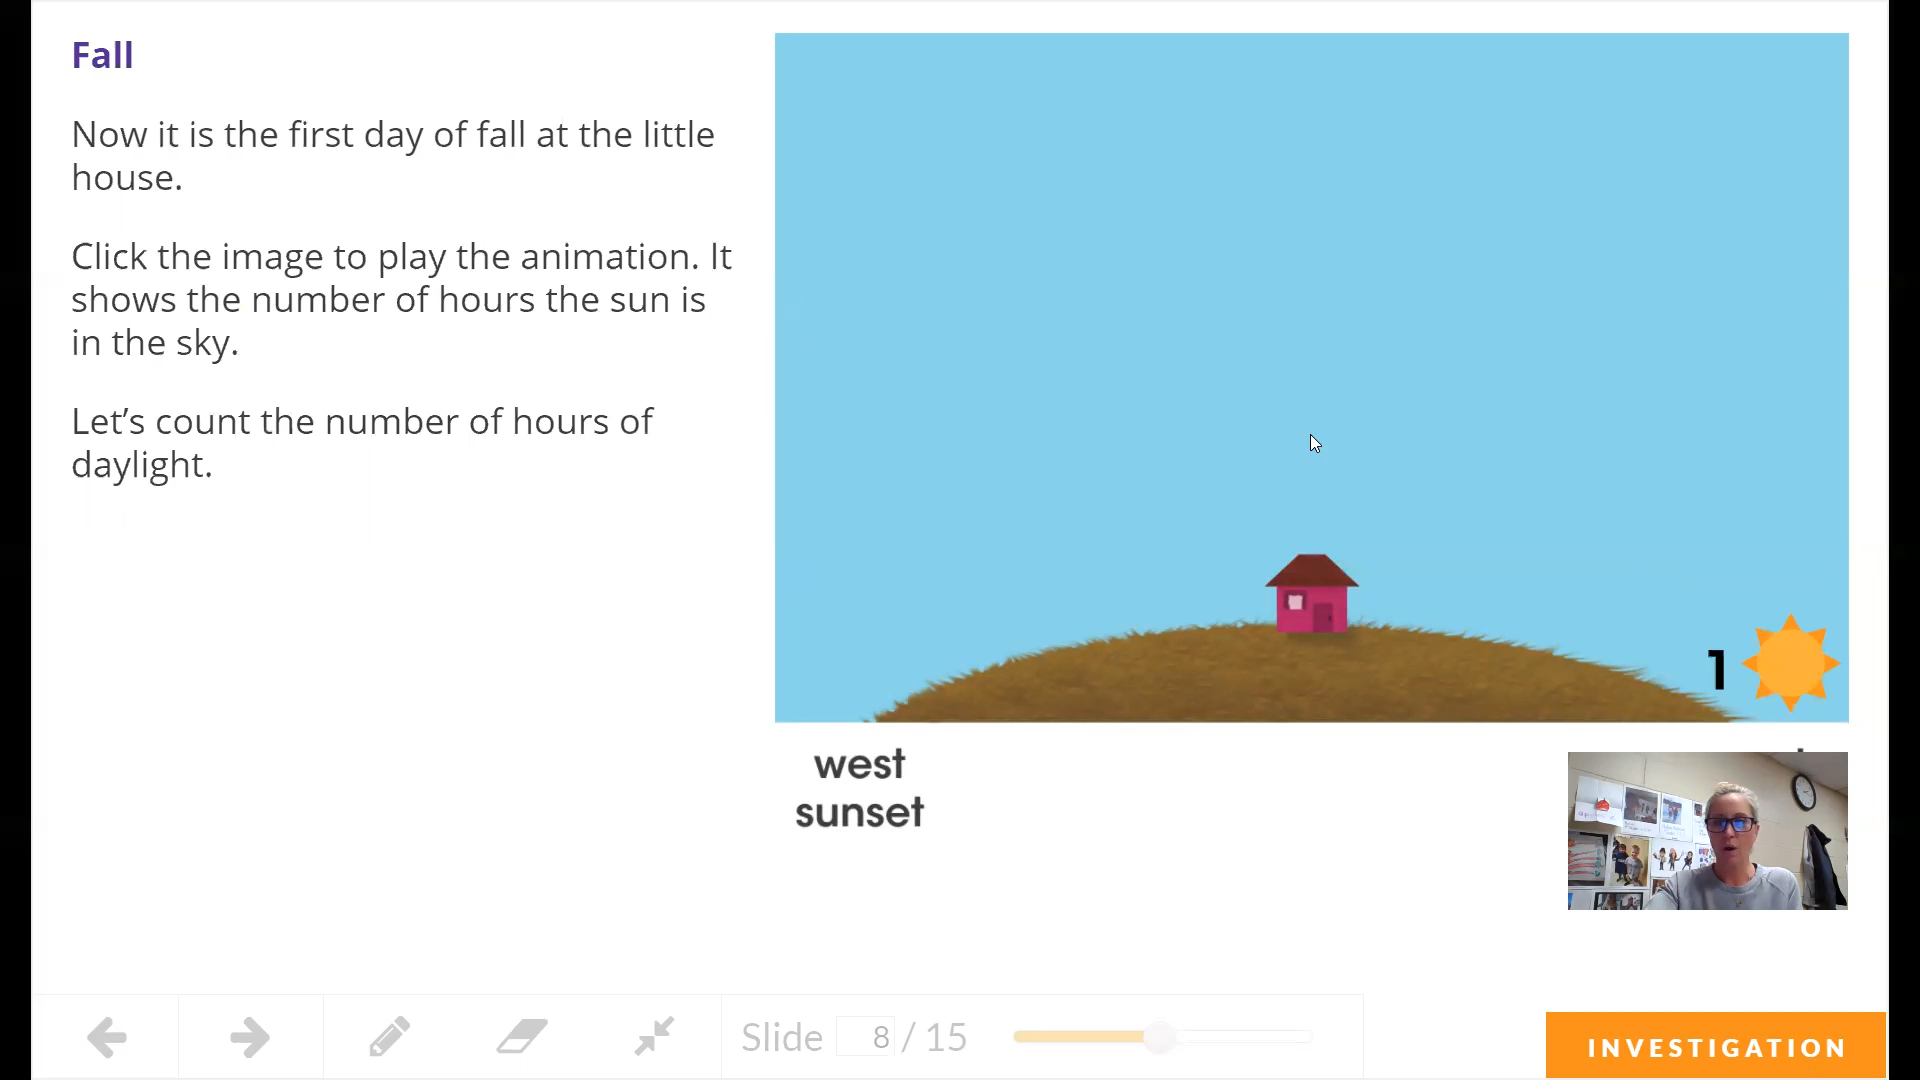 Fall
Now it is the first day of fall at the little
house.
Click the image to play the animation. It
shows the number of hours the sun is
in the sky.
Let’s count the number of hours of
daylight.
1
west
sunset
Slide 8 / 15
INVESTIGATION